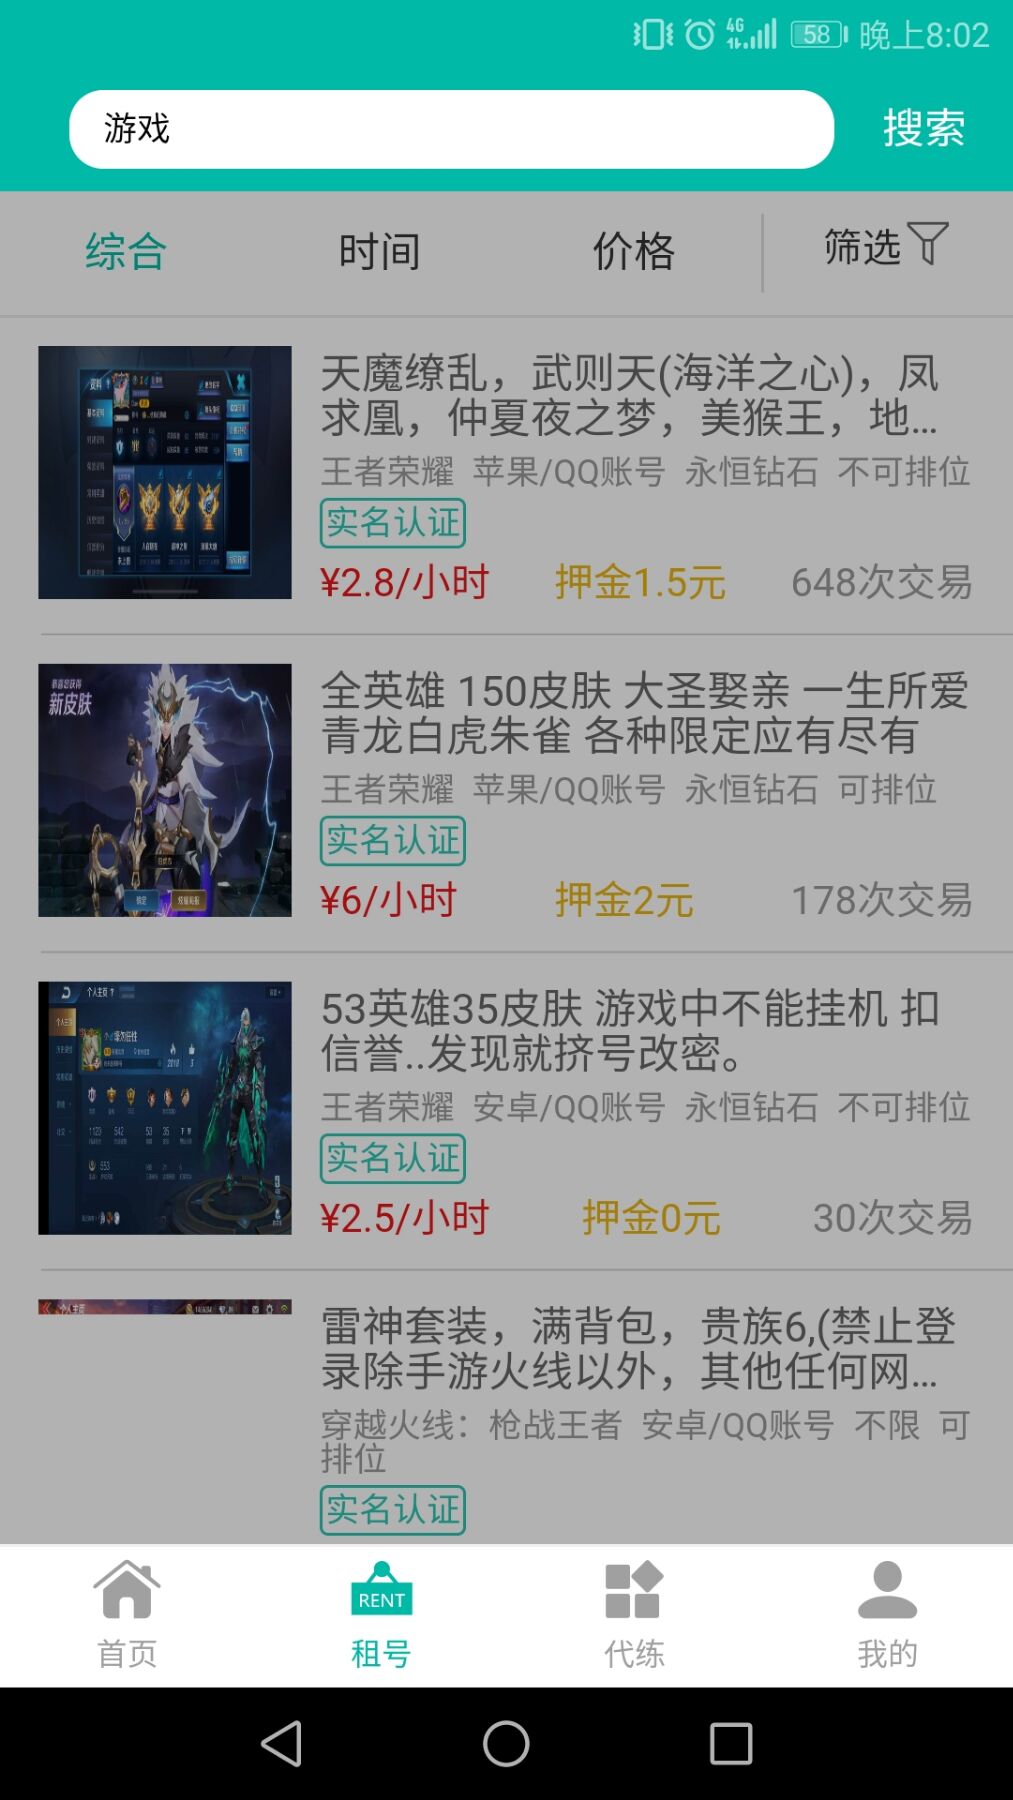 4G 58 晚上8:02
游戏 搜索
综合 时间 价格 筛选
天魔缭乱，武则天(海洋之心)，凤
求凰，仲夏夜之梦，美猴王，地...
王者荣耀 苹果/QQ账号 永恒钻石 不可排位
实名认证
¥2.8/小时 押金1.5元 648次交易
新皮肤
全英雄 150皮肤 大圣娶亲 一生所爱
青龙白虎朱雀 各种限定应有尽有
王者荣耀 苹果/QQ账号 永恒钻石 可排位
实名认证
¥6/小时 押金2元 178次交易
个人主页
53英雄35皮肤 游戏中不能挂机 扣
信誉..发现就挤号改密。
王者荣耀 安卓/QQ账号 永恒钻石 不可排位
实名认证
¥2.5/小时 押金0元 30次交易
个人主页
雷神套装，满背包，贵族6,(禁止登
录除手游火线以外，其他任何网...
穿越火线：枪战王者 安卓/QQ账号 不限 可
排位
实名认证
RENT
首页 租号 代练 我的